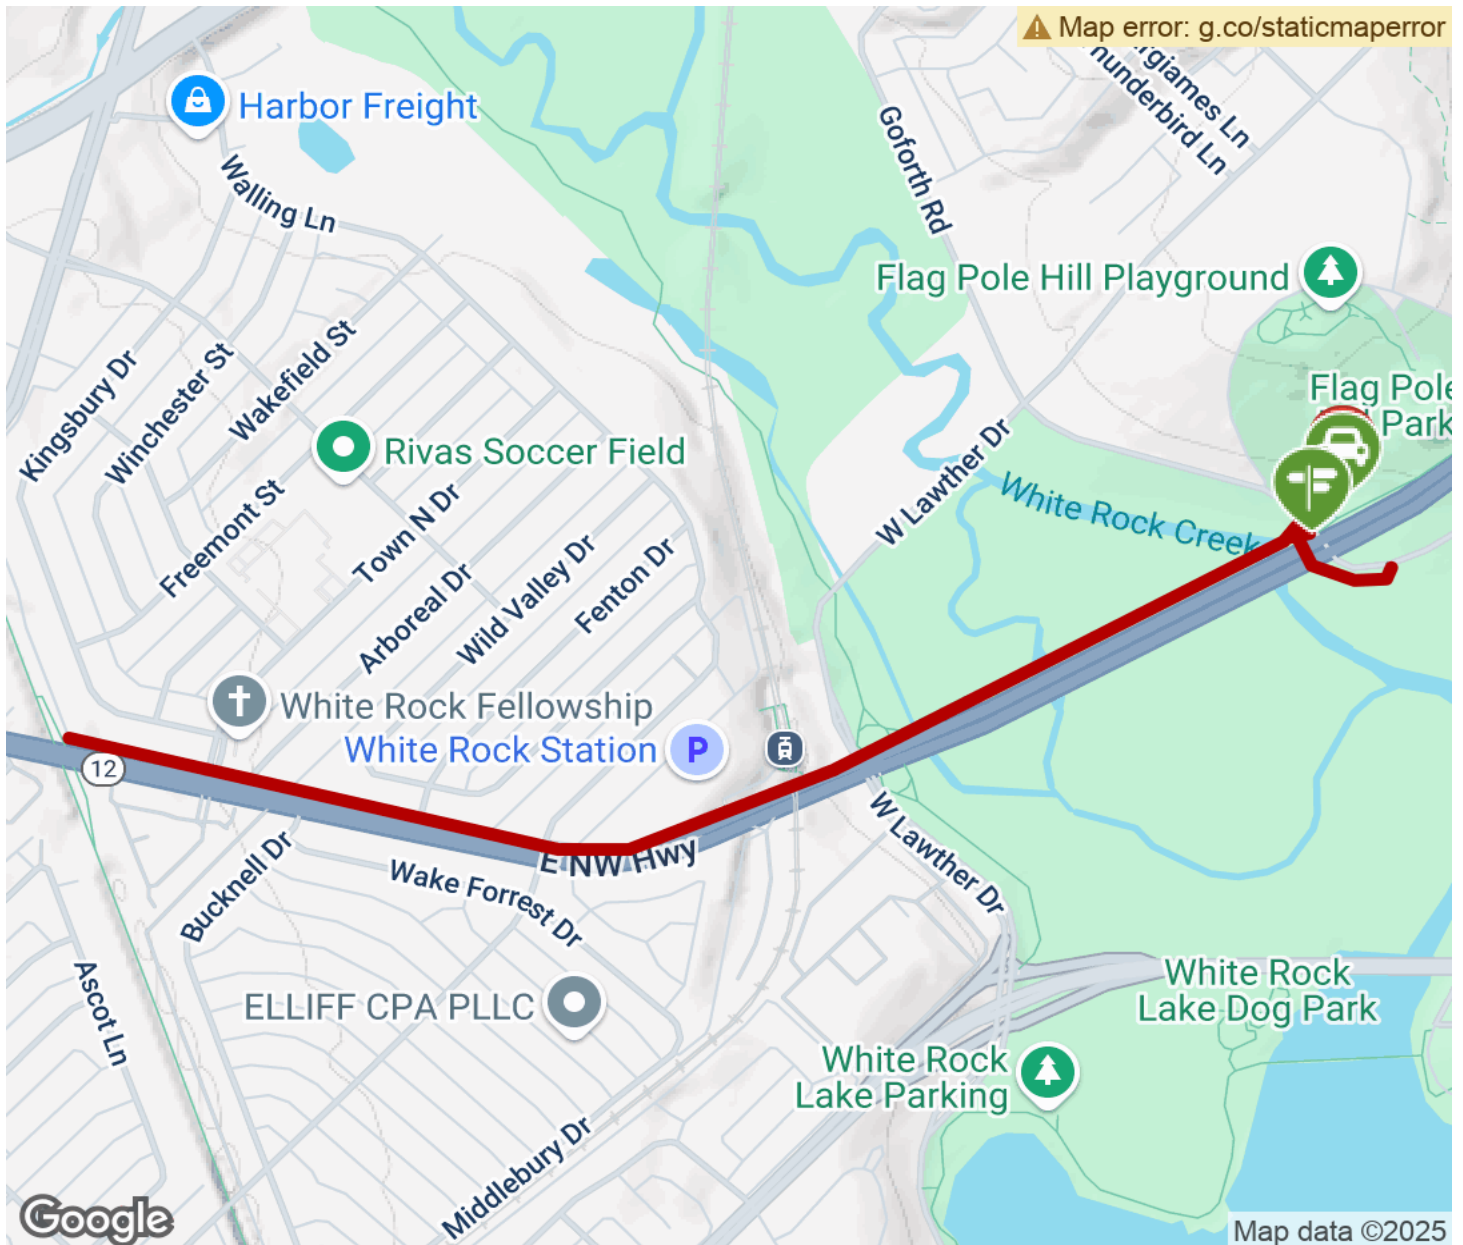 Map error: g.co/staticmaperror
Harbor Freight
Thunderbird Ln
Goforth Rd
Walling Ln
Flag Pole Hill Playground
Kingsbury Dr
Winchester St
Wakefield St
Flag Pole
Park
Rivas Soccer Field
W Lawther Dr
White Rock Creek
Freemont St
Town N Dr
Arboreal Dr
Wild Valley Dr
Fenton Dr
White Rock Fellowship
White Rock Station
P
12
E NW Hwy
Bucknell Dr
Wake Forrest Dr
W Lawther Dr
Ascot Ln
ELLIFF CPA PLLC
White Rock
Lake Dog Park
White Rock
Lake Parking
Middlebury Dr
Google
Map data ©2025